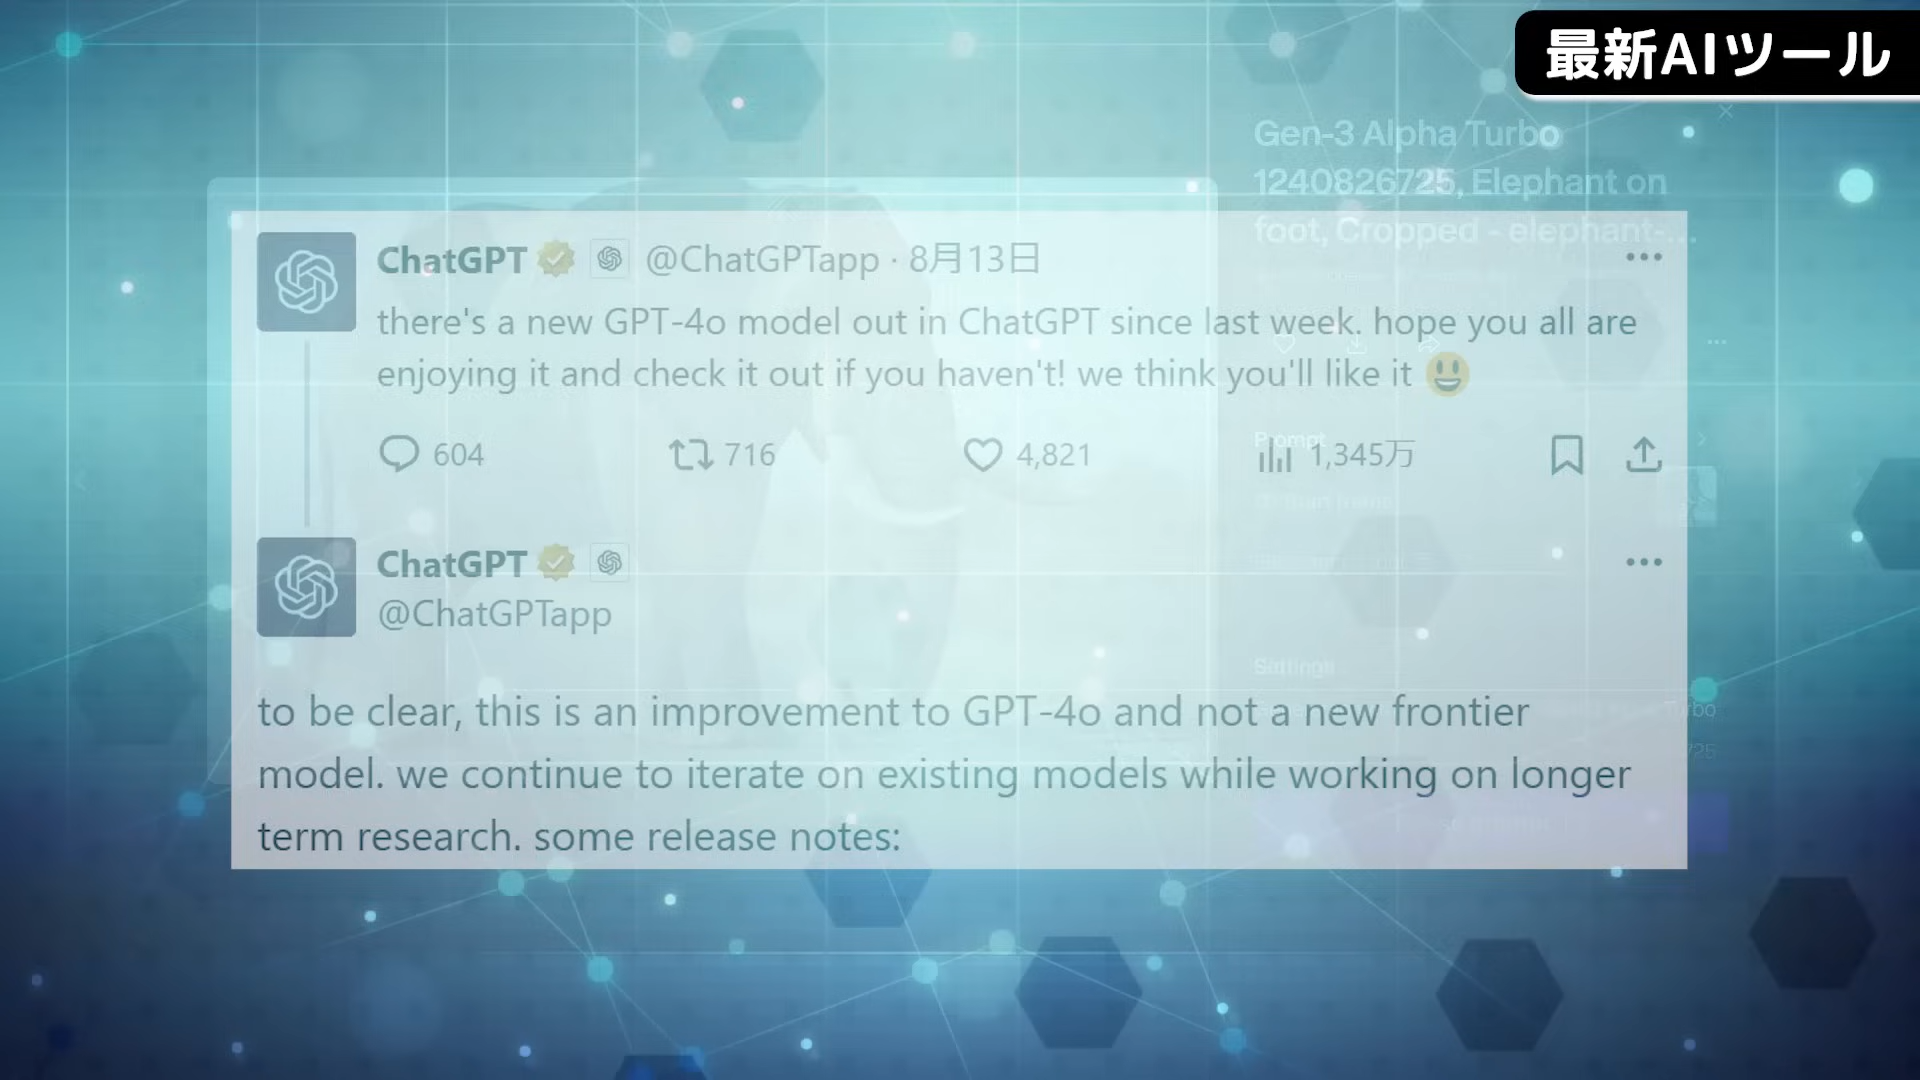 最新AIツール
Gen-3 Alpha Turbo
1240826725, Elephant on
foot, Cropped - elephant-...
ChatGPT @ChatGPTapp · 8月13日
there's a new GPT-4o model out in ChatGPT since last week. hope you all are
enjoying it and check it out if you haven't! we think you'll like it 😃
604 716 4,821 1,345万
Prompt
ChatGPT
@ChatGPTapp
Settings
to be clear, this is an improvement to GPT-4o and not a new frontier
model. we continue to iterate on existing models while working on longer
term research. some release notes: